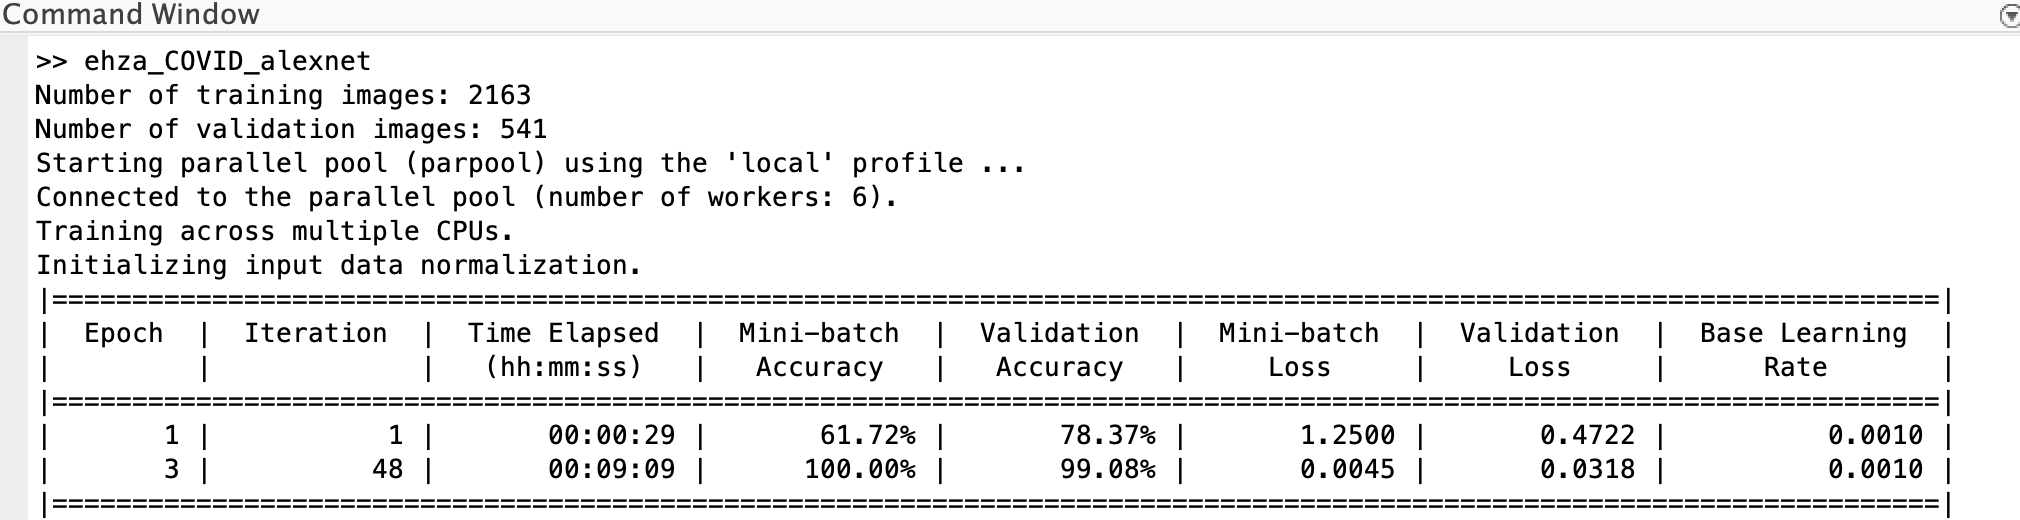 Command Window
>> ehza_COVID_alexnet
Number of training images: 2163
Number of validation images: 541
Starting parallel pool (parpool) using the 'local' profile ...
Connected to the parallel pool (number of workers: 6).
Training across multiple CPUs.
Initializing input data normalization.
|======================================================================================================================|
|  Epoch  |  Iteration  |  Time Elapsed  |  Mini-batch  |  Validation  |  Mini-batch  |  Validation  |  Base Learning  |
|         |             |   (hh:mm:ss)   |   Accuracy   |   Accuracy   |     Loss     |     Loss     |      Rate       |
|======================================================================================================================|
|       1 |           1 |       00:00:29 |       61.72% |       78.37% |       1.2500 |       0.4722 |          0.0010 |
|       3 |          48 |       00:09:09 |      100.00% |       99.08% |       0.0045 |       0.0318 |          0.0010 |
|======================================================================================================================|